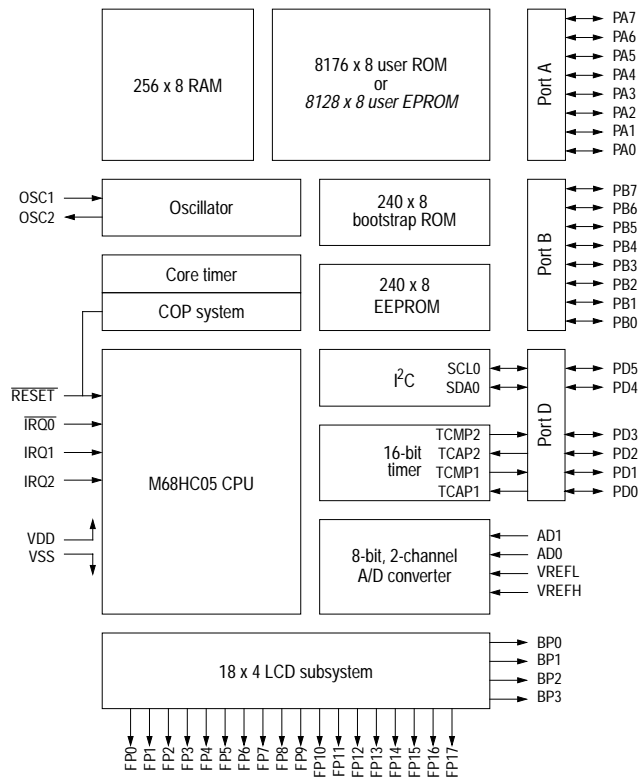 256 x 8 RAM
8176 x 8 user ROM
or
8128 x 8 user EPROM
Port A
PA7
PA6
PA5
PA4
PA3
PA2
PA1
PA0
OSC1
OSC2
Oscillator
240 x 8
bootstrap ROM
Port B
PB7
PB6
PB5
PB4
PB3
PB2
PB1
PB0
Core timer
COP system
240 x 8
EEPROM
RESET
IRQ0
IRQ1
IRQ2
VDD
VSS
M68HC05 CPU
I²C
SCL0
SDA0
Port D
PD5
PD4
16-bit
timer
TCMP2
TCAP2
TCMP1
TCAP1
PD3
PD2
PD1
PD0
8-bit, 2-channel
A/D converter
AD1
AD0
VREFL
VREFH
18 x 4 LCD subsystem
BP0
BP1
BP2
BP3
FP0
FP1
FP2
FP3
FP4
FP5
FP6
FP7
FP8
FP9
FP10
FP11
FP12
FP13
FP14
FP15
FP16
FP17